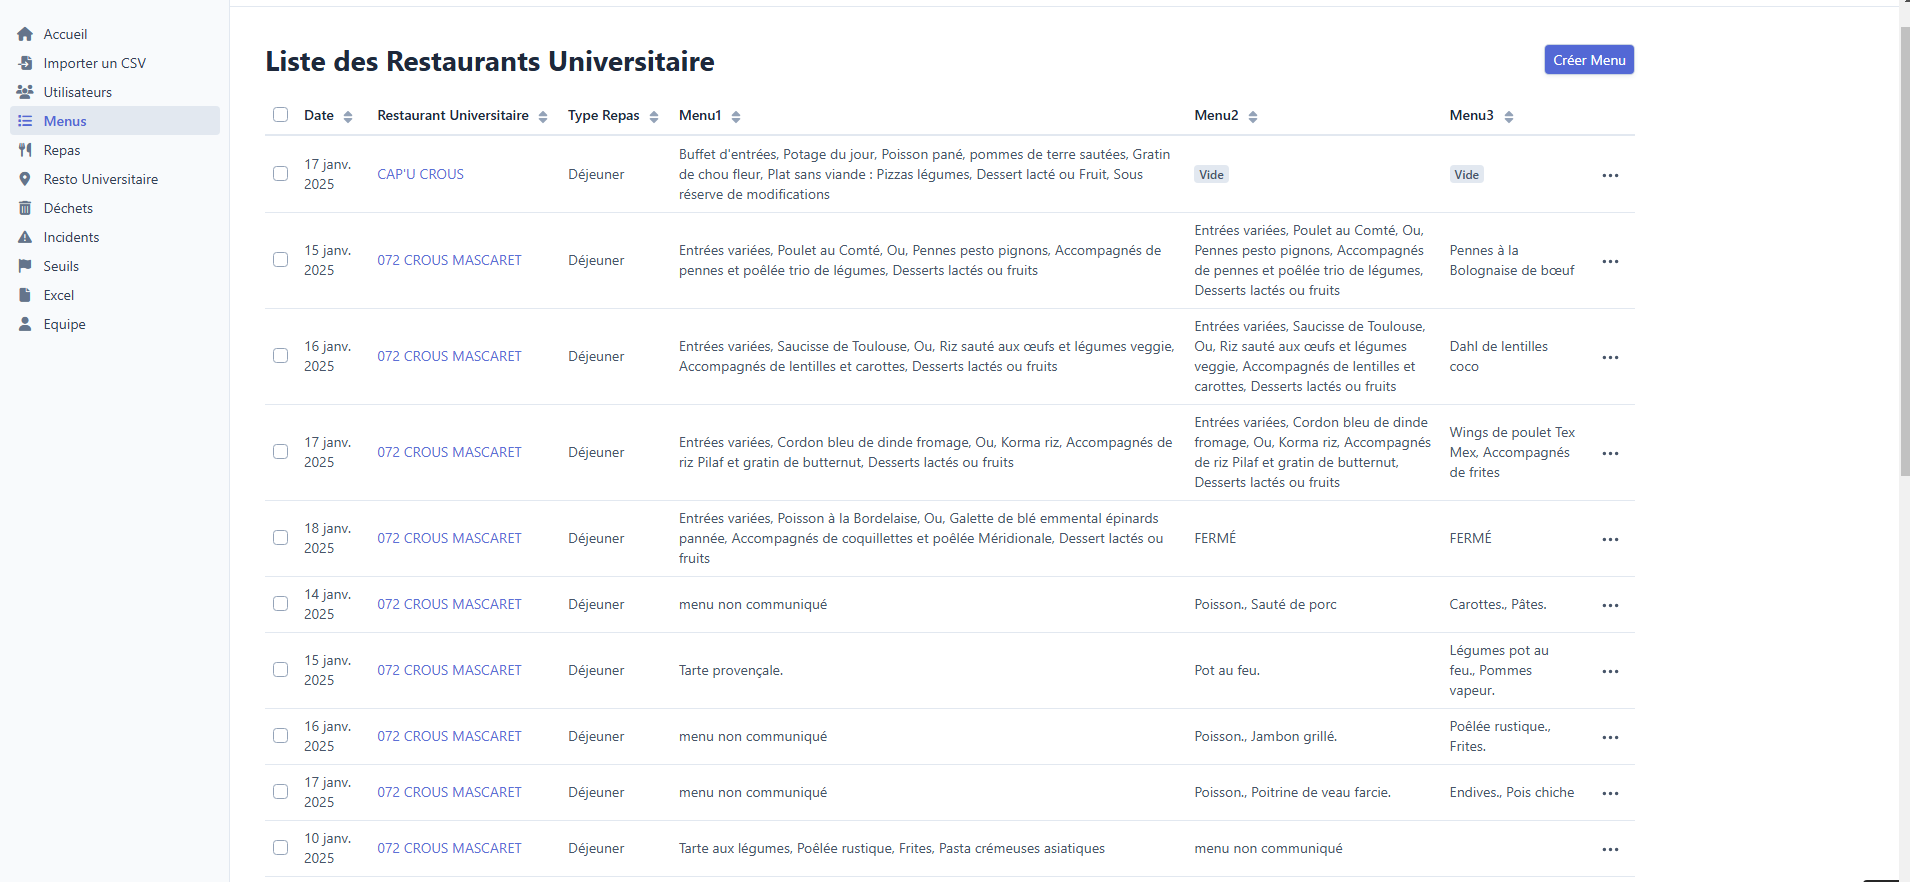 Accueil
Importer un CSV
Utilisateurs
Menus
Repas
Resto Universitaire
Déchets
Incidents
Seuils
Excel
Equipe
Liste des Restaurants Universitaire
Créer Menu
Date Restaurant Universitaire Type Repas Menu1 Menu2 Menu3
17 janv.
2025
CAP'U CROUS
Déjeuner
Buffet d'entrées, Potage du jour, Poisson pané, pommes de terre sautées, Gratin
de chou fleur, Plat sans viande : Pizzas légumes, Dessert lacté ou Fruit, Sous
réserve de modifications
Vide
Vide
15 janv.
2025
072 CROUS MASCARET
Déjeuner
Entrées variées, Poulet au Comté, Ou, Pennes pesto pignons, Accompagnés de
pennes et poêlée trio de légumes, Desserts lactés ou fruits
Entrées variées, Poulet au Comté, Ou,
Pennes pesto pignons, Accompagnés
de pennes et poêlée trio de légumes,
Desserts lactés ou fruits
Pennes à la
Bolognaise de bœuf
16 janv.
2025
072 CROUS MASCARET
Déjeuner
Entrées variées, Saucisse de Toulouse, Ou, Riz sauté aux œufs et légumes veggie,
Accompagnés de lentilles et carottes, Desserts lactés ou fruits
Entrées variées, Saucisse de Toulouse,
Ou, Riz sauté aux œufs et légumes
veggie, Accompagnés de lentilles et
carottes, Desserts lactés ou fruits
Dahl de lentilles
coco
17 janv.
2025
072 CROUS MASCARET
Déjeuner
Entrées variées, Cordon bleu de dinde fromage, Ou, Korma riz, Accompagnés de
riz Pilaf et gratin de butternut, Desserts lactés ou fruits
Entrées variées, Cordon bleu de dinde
fromage, Ou, Korma riz, Accompagnés
de riz Pilaf et gratin de butternut,
Desserts lactés ou fruits
Wings de poulet Tex
Mex, Accompagnés
de frites
18 janv.
2025
072 CROUS MASCARET
Déjeuner
Entrées variées, Poisson à la Bordelaise, Ou, Galette de blé emmental épinards
pannée, Accompagnés de coquillettes et poêlée Méridionale, Dessert lactés ou
fruits
FERMÉ
FERMÉ
14 janv.
2025
072 CROUS MASCARET
Déjeuner
menu non communiqué
Poisson., Sauté de porc
Carottes., Pâtes.
15 janv.
2025
072 CROUS MASCARET
Déjeuner
Tarte provençale.
Pot au feu.
Légumes pot au
feu., Pommes
vapeur.
16 janv.
2025
072 CROUS MASCARET
Déjeuner
menu non communiqué
Poisson., Jambon grillé.
Poêlée rustique.,
Frites.
17 janv.
2025
072 CROUS MASCARET
Déjeuner
menu non communiqué
Poisson., Poitrine de veau farcie.
Endives., Pois chiche
10 janv.
2025
072 CROUS MASCARET
Déjeuner
Tarte aux légumes, Poêlée rustique, Frites, Pasta crémeuses asiatiques
menu non communiqué